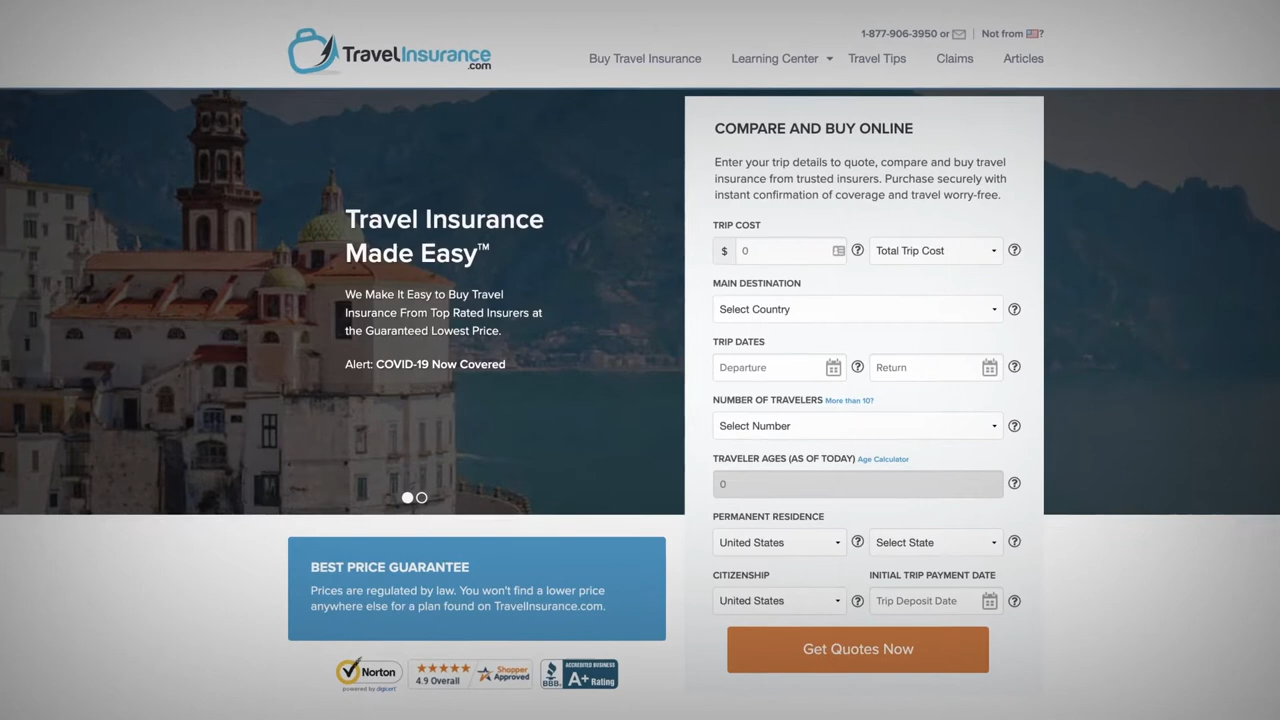 TravelInsurance
.com
1-877-906-3950 or
Not from ?
Buy Travel Insurance
Learning Center
Travel Tips
Claims
Articles
Travel Insurance
Made Easy™
We Make It Easy to Buy Travel
Insurance From Top Rated Insurers at
the Guaranteed Lowest Price.
Alert: COVID-19 Now Covered
COMPARE AND BUY ONLINE
Enter your trip details to quote, compare and buy travel
insurance from trusted insurers. Purchase securely with
instant confirmation of coverage and travel worry-free.
TRIP COST
$ 0 ? Total Trip Cost ?
MAIN DESTINATION
Select Country ?
TRIP DATES
Departure ? Return ?
NUMBER OF TRAVELERS More than 10?
Select Number ?
TRAVELER AGES (AS OF TODAY) Age Calculator
0 ?
PERMANENT RESIDENCE
United States ? Select State ?
CITIZENSHIP INITIAL TRIP PAYMENT DATE
United States ? Trip Deposit Date ?
Get Quotes Now
BEST PRICE GUARANTEE
Prices are regulated by law. You won't find a lower price
anywhere else for a plan found on TravelInsurance.com.
Norton
powered by digicert
4.9 Overall
Shopper
Approved
BBB.
ACCREDITED BUSINESS
A+
Rating